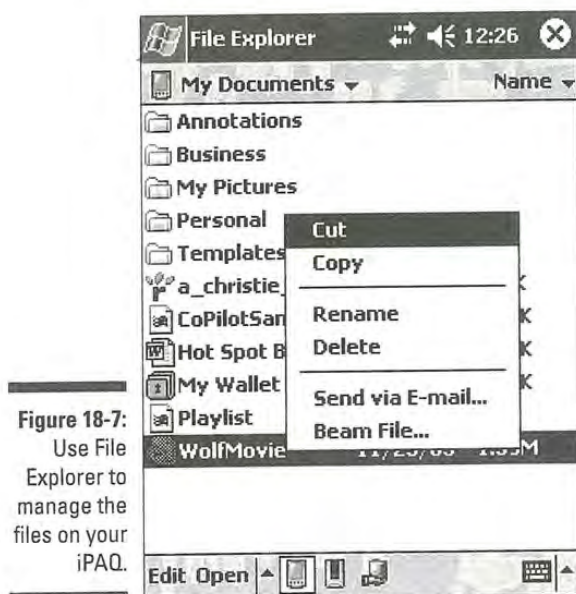 File Explorer 12:26
My Documents Name
Annotations
Business
My Pictures
Personal
Templates
a_christie_ K
CoPilotSan K
Hot Spot B K
My Wallet K
Playlist
WolfMovie
Cut
Copy
Rename
Delete
Send via E-mail...
Beam File...
Edit Open
Figure 18-7:
Use File
Explorer to
manage the
files on your
iPAQ.